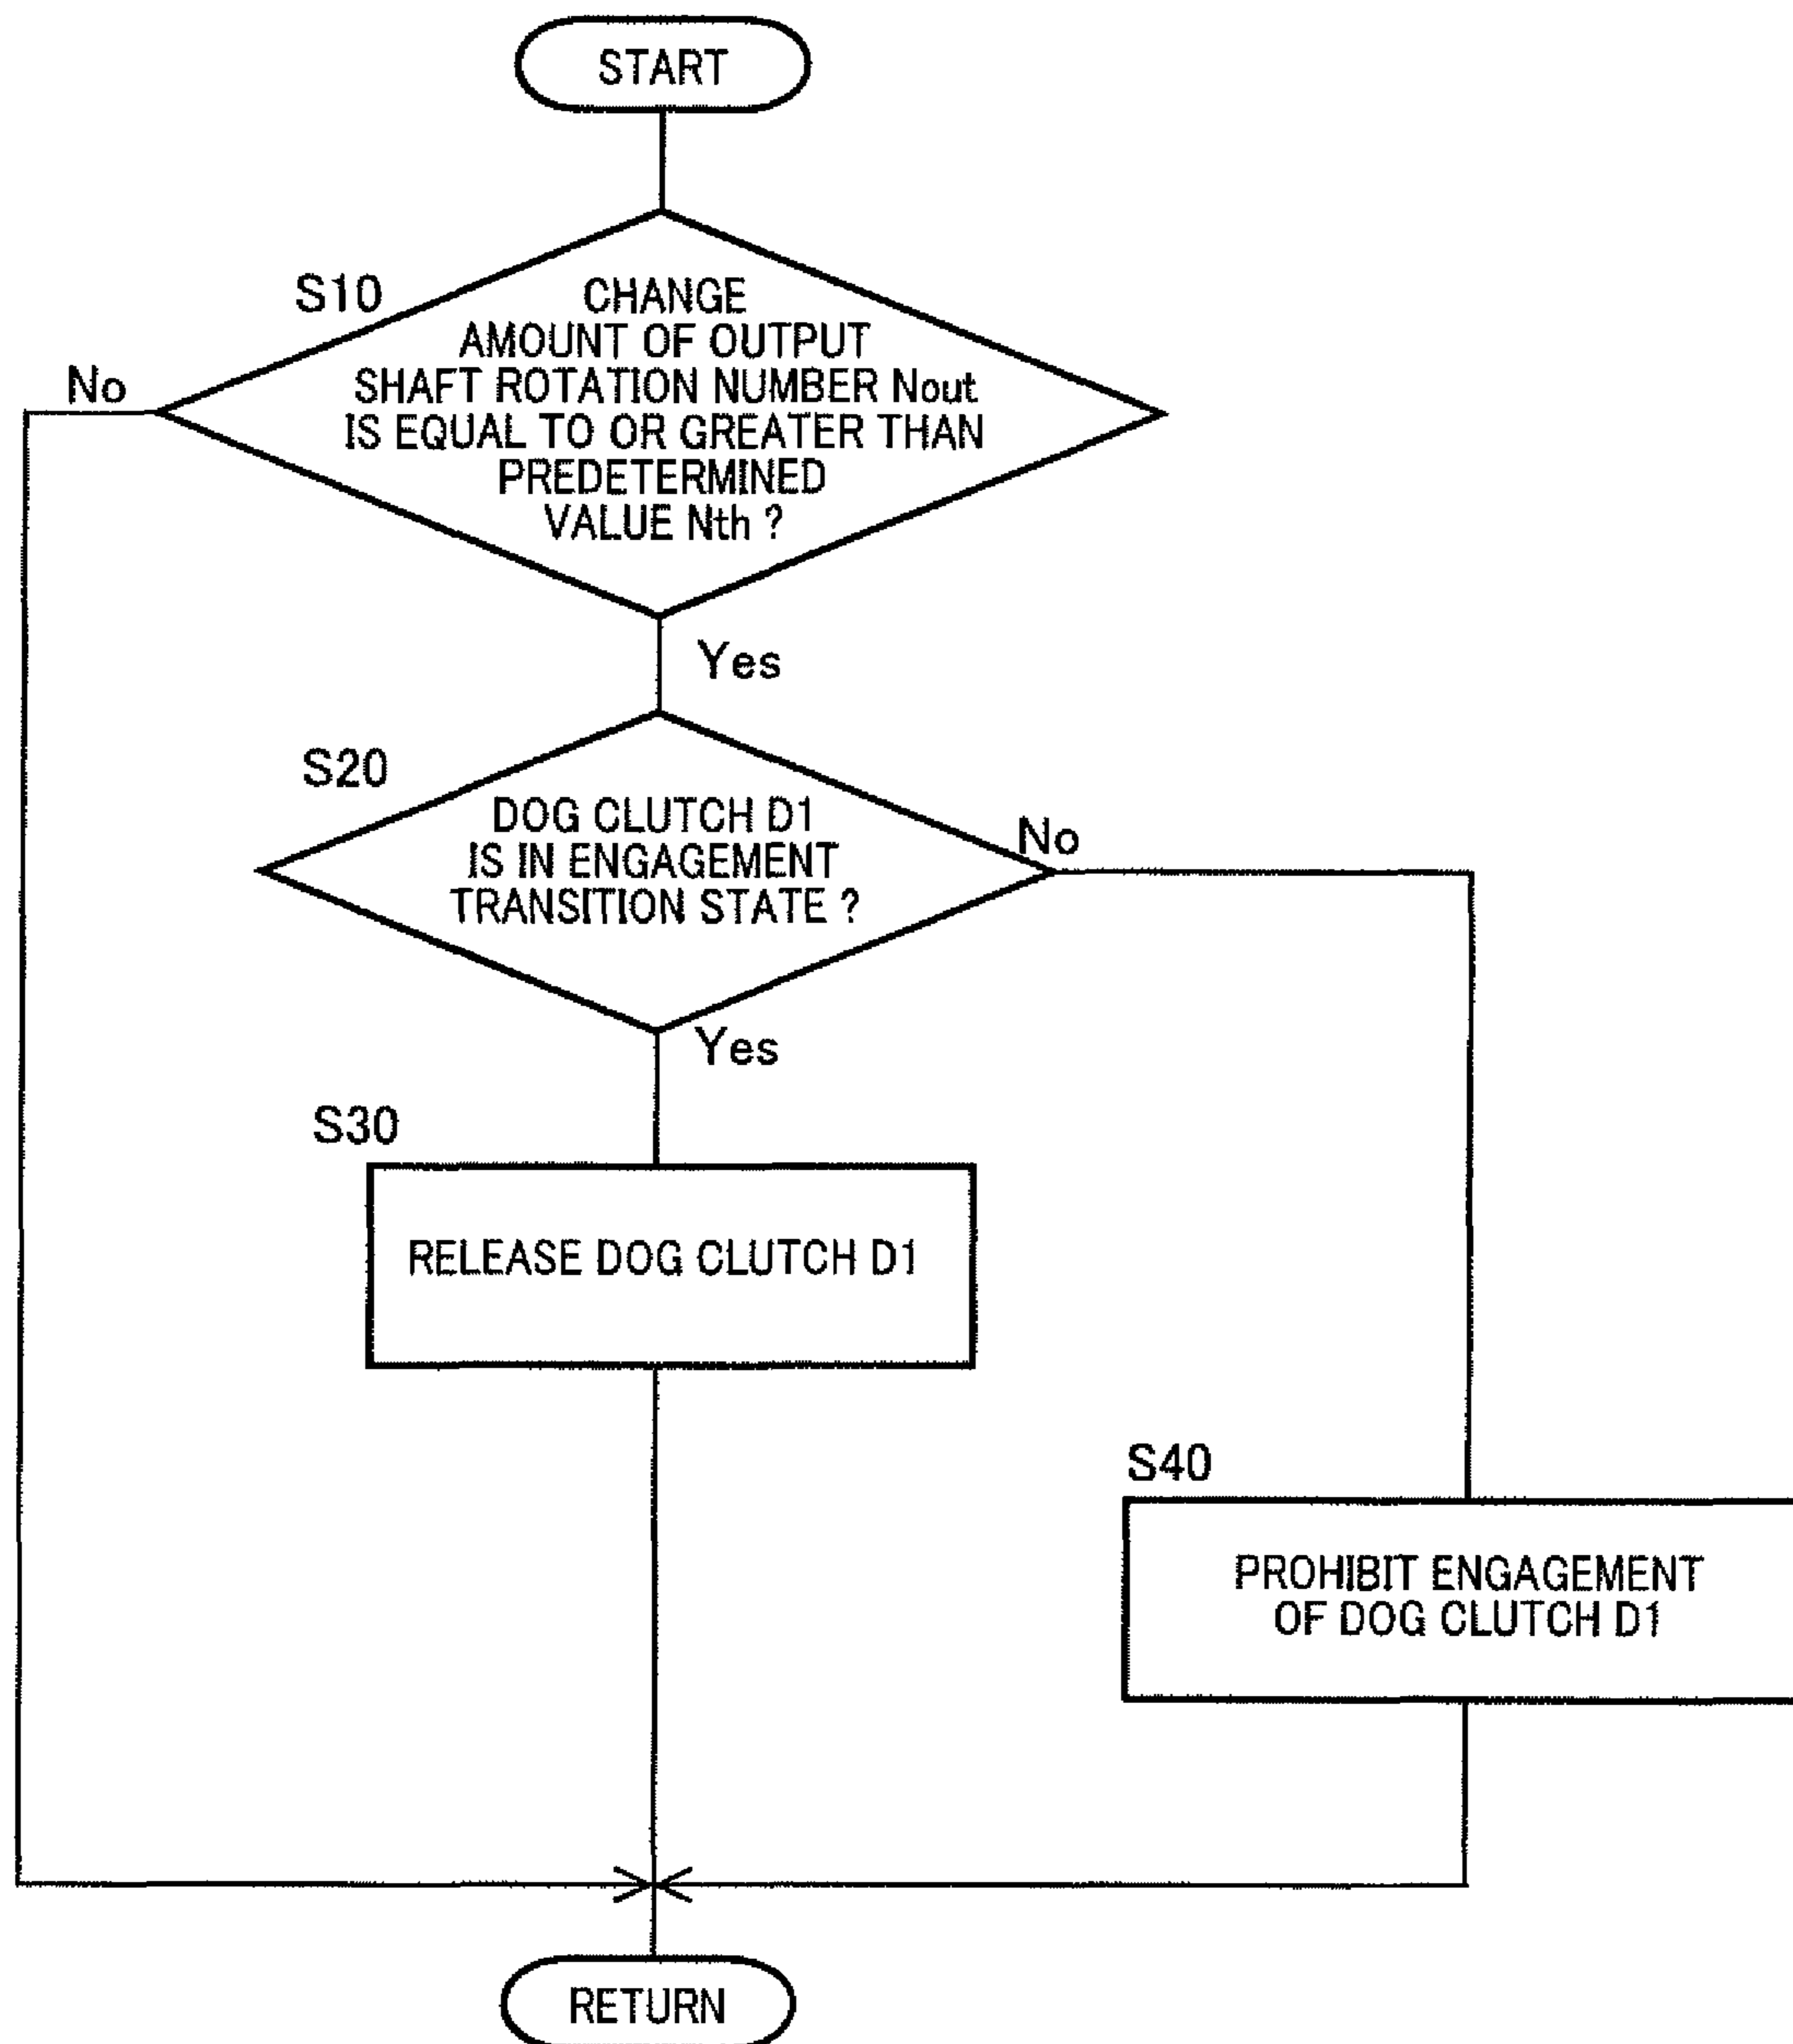 START
S10
CHANGE
AMOUNT OF OUTPUT
SHAFT ROTATION NUMBER Nout
IS EQUAL TO OR GREATER THAN
PREDETERMINED
VALUE Nth ?
No
Yes
S20
DOG CLUTCH D1
IS IN ENGAGEMENT
TRANSITION STATE ?
No
Yes
S30
RELEASE DOG CLUTCH D1
S40
PROHIBIT ENGAGEMENT
OF DOG CLUTCH D1
RETURN